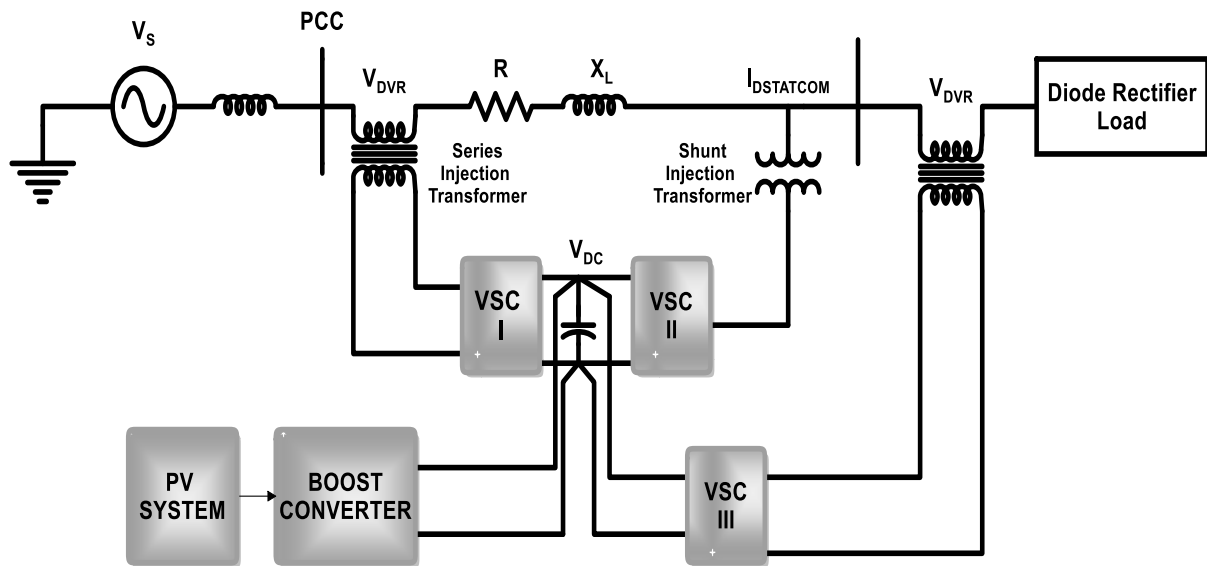 V_S
PCC
V_DVR
R
X_L
I_DSTATCOM
V_DVR
Diode Rectifier
Load
Series
Injection
Transformer
Shunt
Injection
Transformer
V_DC
VSC
I
+
VSC
II
+
PV
SYSTEM
+
BOOST
CONVERTER
VSC
III
+